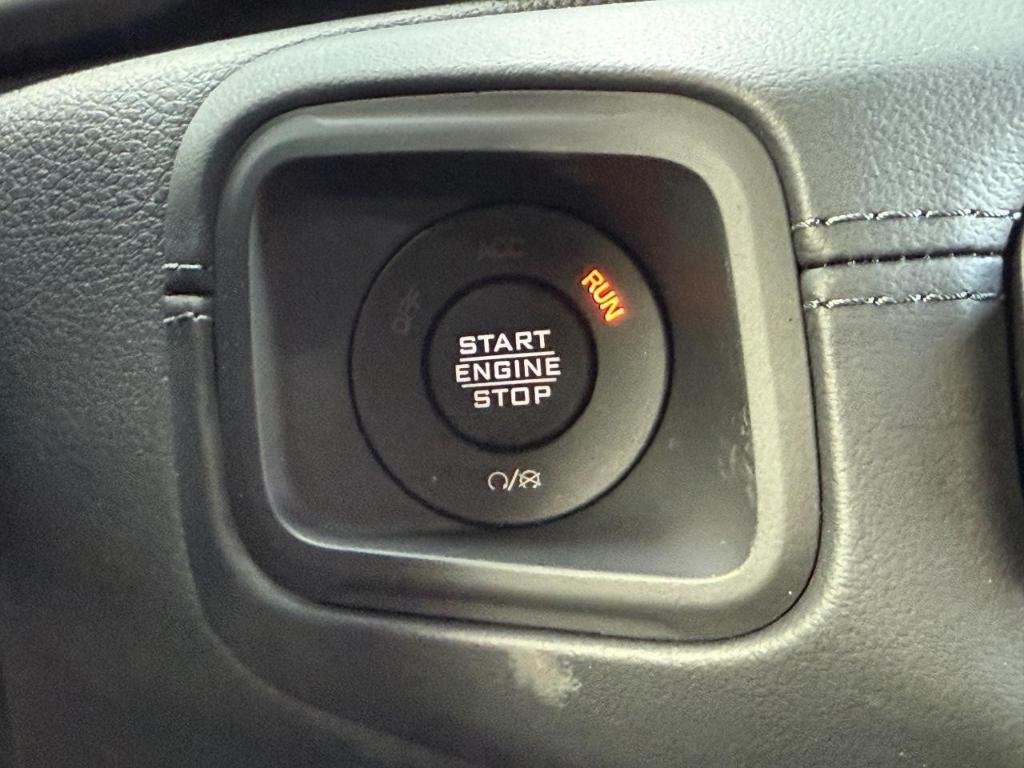 ACC
OFF
RUN
START
ENGINE
STOP